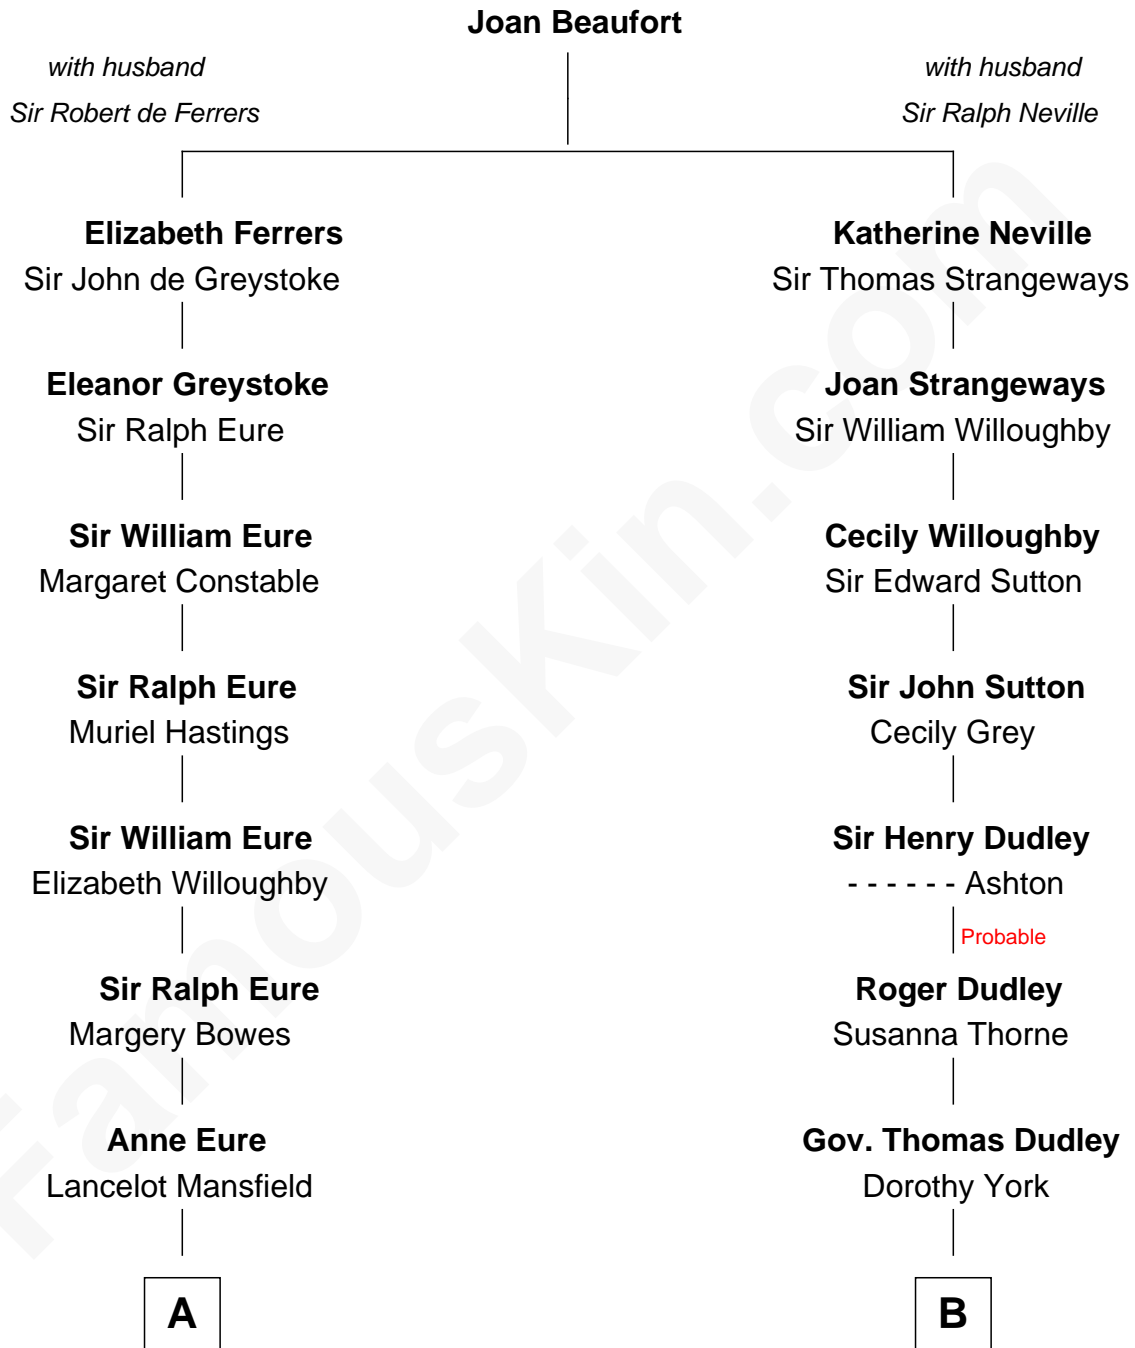 Joan Beaufort
with husband
Sir Robert de Ferrers
with husband
Sir Ralph Neville
Elizabeth Ferrers
Sir John de Greystoke
Katherine Neville
Sir Thomas Strangeways
Eleanor Greystoke
Sir Ralph Eure
Joan Strangeways
Sir William Willoughby
Sir William Eure
Margaret Constable
Cecily Willoughby
Sir Edward Sutton
Sir Ralph Eure
Muriel Hastings
Sir John Sutton
Cecily Grey
Sir William Eure
Elizabeth Willoughby
Sir Henry Dudley
- - - - - - Ashton
Probable
Sir Ralph Eure
Margery Bowes
Roger Dudley
Susanna Thorne
Anne Eure
Lancelot Mansfield
Gov. Thomas Dudley
Dorothy York
A
B
FamousKin.com